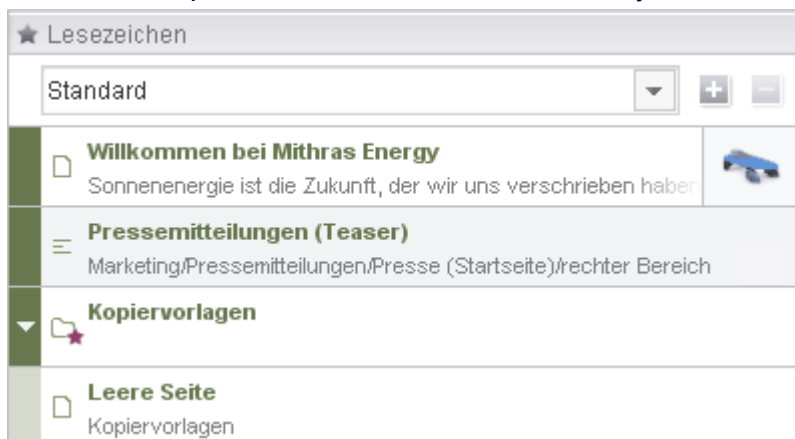 Lesezeichen
Standard
Willkommen bei Mithras Energy
Sonnenenergie ist die Zukunft, der wir uns verschrieben haben
Pressemitteilungen (Teaser)
Marketing/Pressemitteilungen/Presse (Startseite)/rechter Bereich
Kopiervorlagen
Leere Seite
Kopiervorlagen